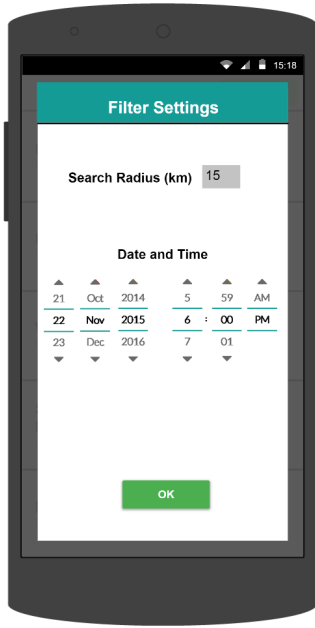 15:18
Filter Settings
Search Radius (km) 15
Date and Time
21 Oct 2014 5 59 AM
22 Nov 2015 6 : 00 PM
23 Dec 2016 7 01
OK